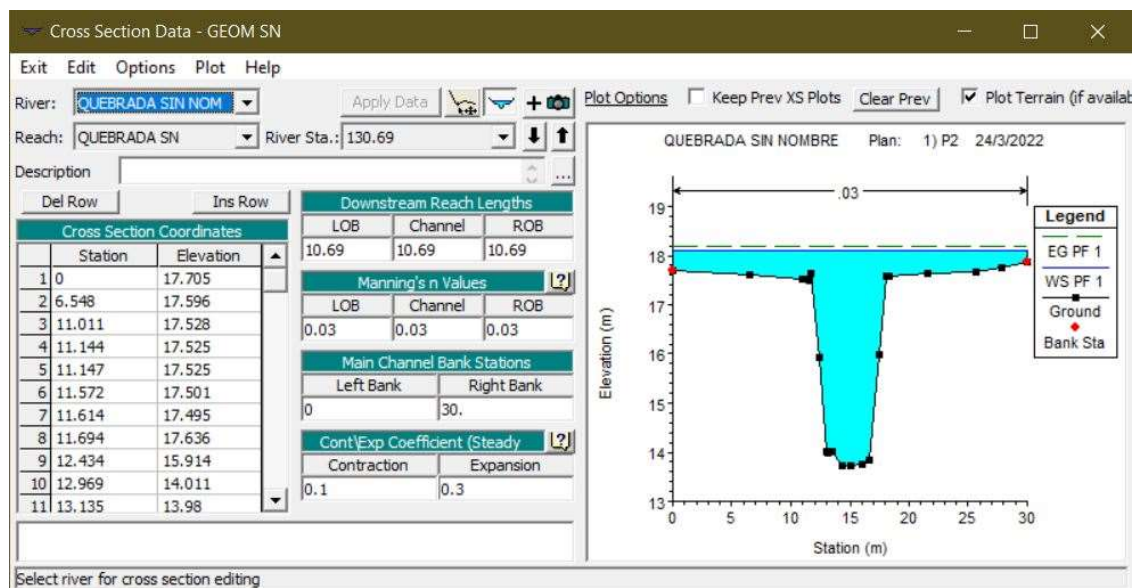 Cross Section Data - GEOM SN
Exit Edit Options Plot Help
River: QUEBRADA SIN NOM Apply Data + Plot Options Keep Prev XS Plots Clear Prev Plot Terrain (if availab
Reach: QUEBRADA SN River Sta.: 130.69
Description ...
Del Row Ins Row
Cross Section Coordinates
Station Elevation
1 0 17.705
2 6.548 17.596
3 11.011 17.528
4 11.144 17.525
5 11.147 17.525
6 11.572 17.501
7 11.614 17.495
8 11.694 17.636
9 12.434 15.914
10 12.969 14.011
11 13.135 13.98
Downstream Reach Lengths
LOB Channel ROB
10.69 10.69 10.69
Manning's n Values
LOB Channel ROB
0.03 0.03 0.03
Main Channel Bank Stations
Left Bank Right Bank
0 30.
Cont\Exp Coefficient (Steady
Contraction Expansion
0.1 0.3
QUEBRADA SIN NOMBRE Plan: 1) P2 24/3/2022
.03
19
18
17
16
15
14
13
Elevation (m)
0 5 10 15 20 25 30
Station (m)
Legend
EG PF 1
WS PF 1
Ground
Bank Sta
Select river for cross section editing